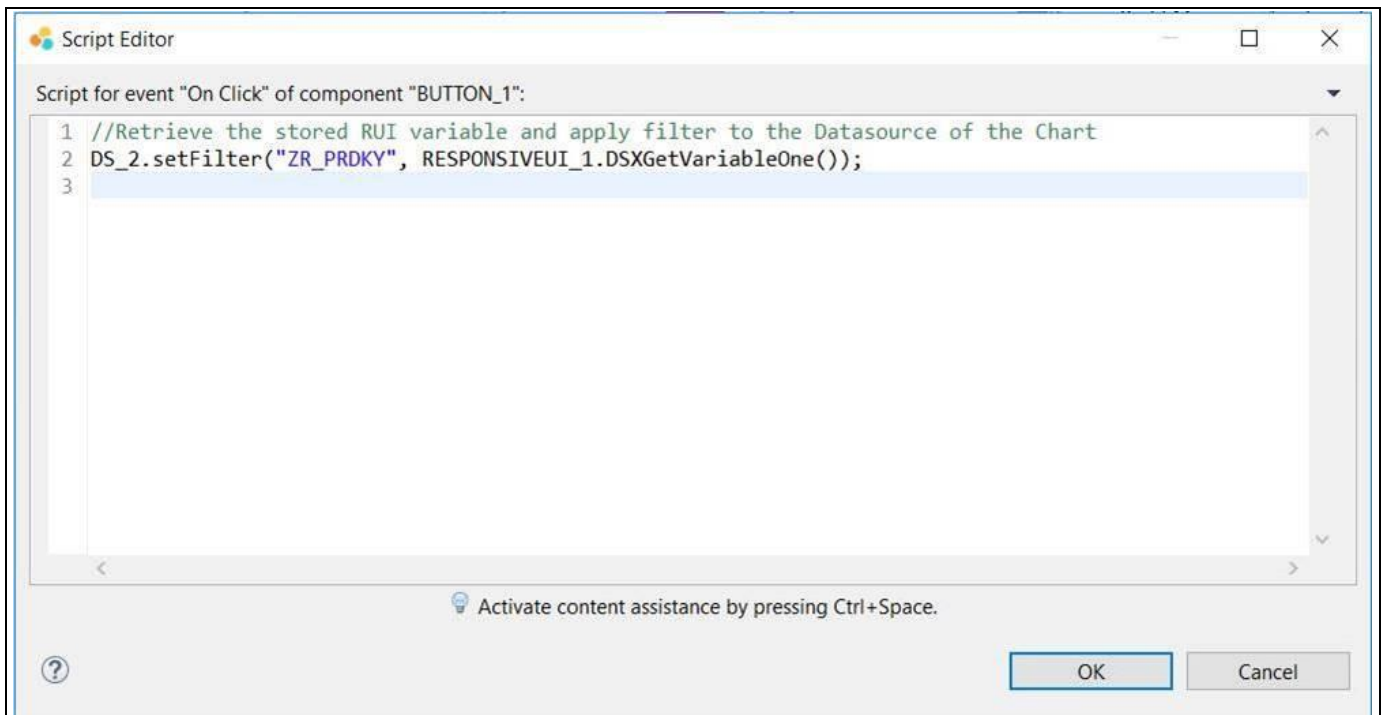 Script Editor
Script for event "On Click" of component "BUTTON_1":
1 //Retrieve the stored RUI variable and apply filter to the Datasource of the Chart
2 DS_2.setFilter("ZR_PRDKY", RESPONSIVEUI_1.DSXGetVariableOne());
3
Activate content assistance by pressing Ctrl+Space.
?
OK
Cancel